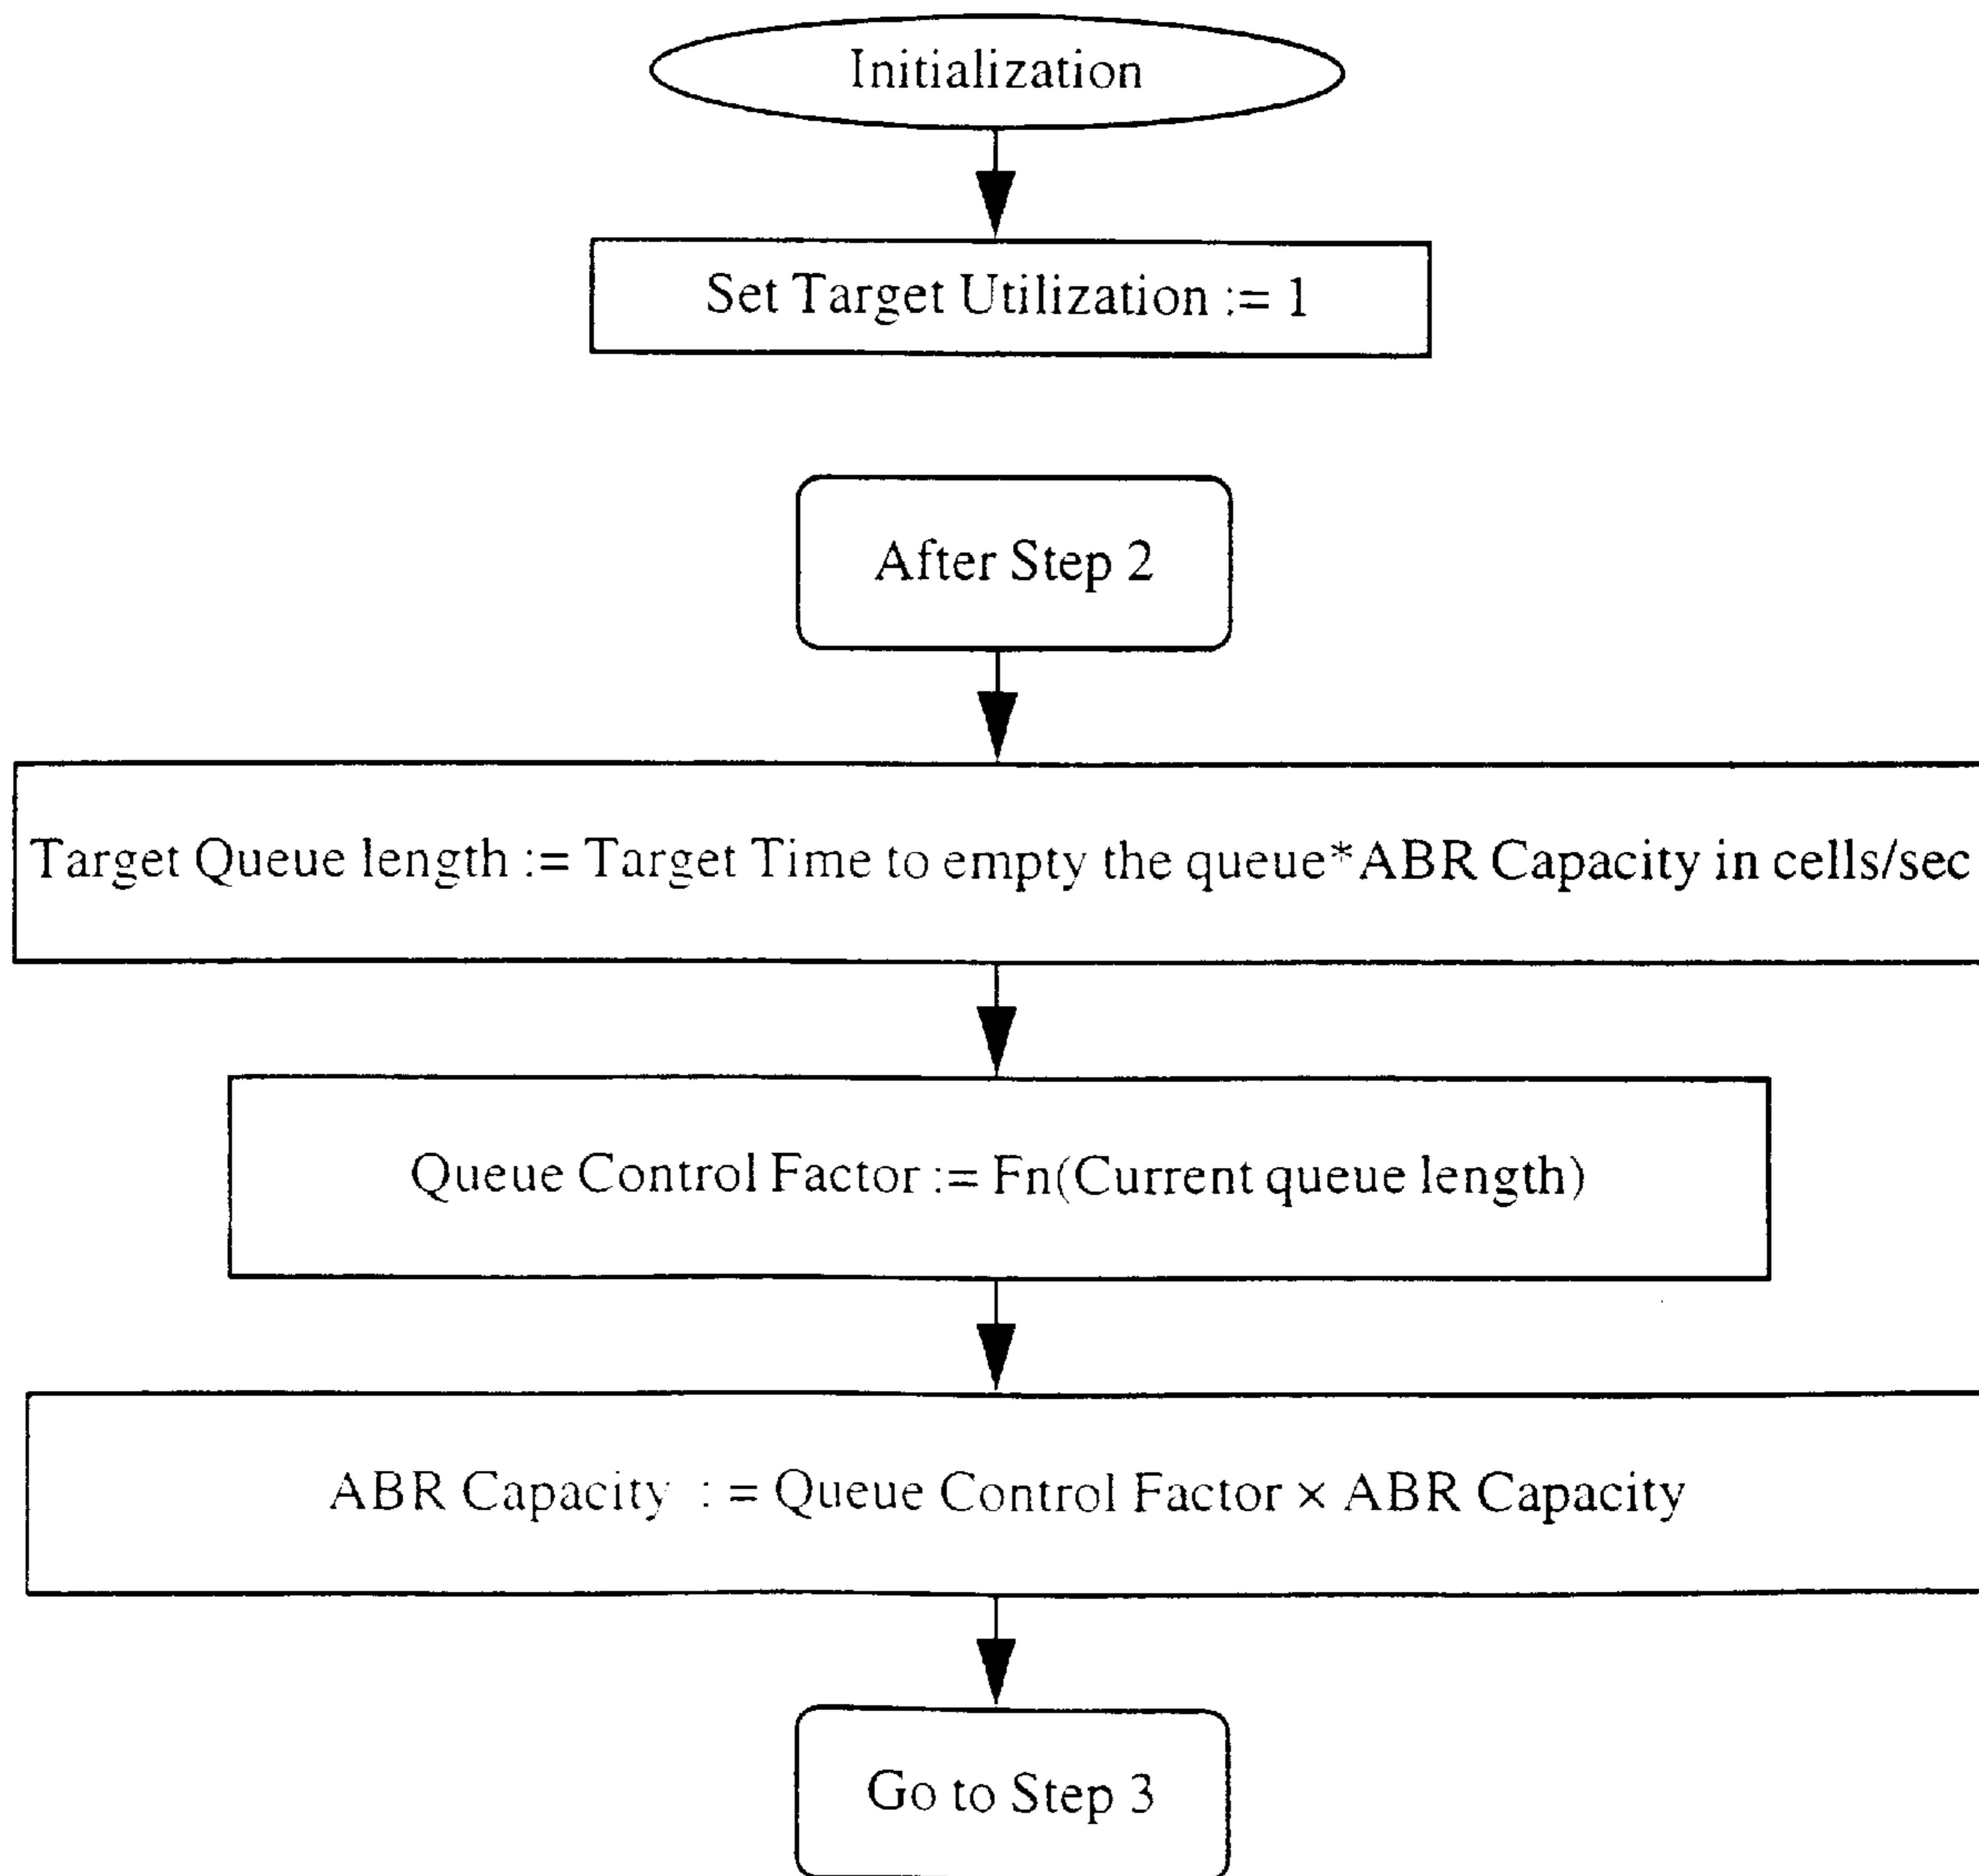 Initialization
Set Target Utilization := 1
After Step 2
Target Queue length := Target Time to empty the queue*ABR Capacity in cells/sec
Queue Control Factor := Fn(Current queue length)
ABR Capacity : = Queue Control Factor × ABR Capacity
Go to Step 3